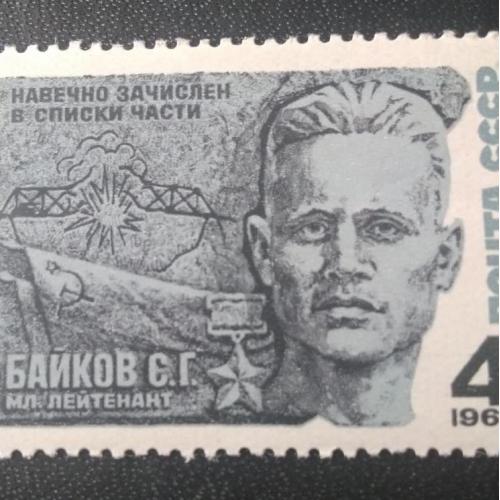 НАВЕЧНО ЗАЧИСЛЕН
В СПИСКИ ЧАСТИ
БАЙКОВ Є.Г.
МЛ. ЛЕЙТЕНАНТ
ПОЧТА СССР
4
196